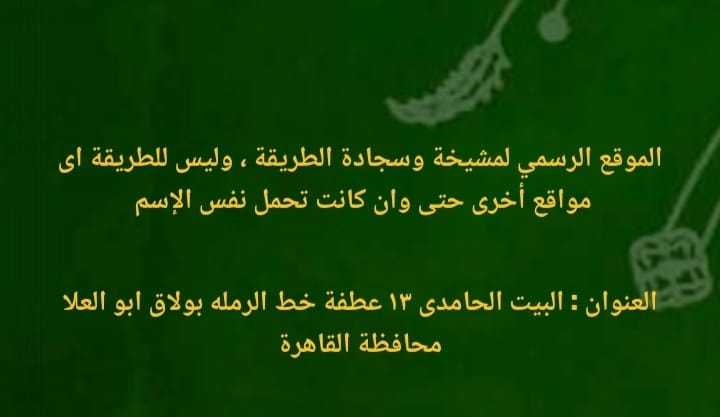 الموقع الرسمي لمشيخة وسجادة الطريقة ، وليس للطريقة اى
مواقع أخرى حتى وان كانت تحمل نفس الإسم
العنوان : البيت الحامدى ١٣ عطفة خط الرمله بولاق ابو العلا
محافظة القاهرة